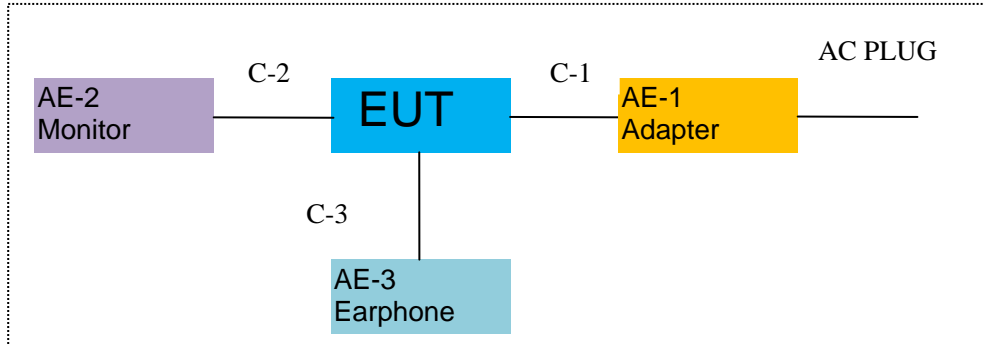 AC PLUG
C-2
C-1
AE-2
Monitor
EUT
AE-1
Adapter
C-3
AE-3
Earphone